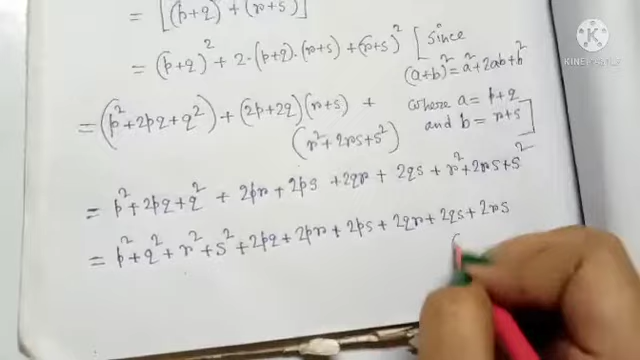 = [(p+q) + (r+s)]
= (p+q)² + 2·(p+q)·(r+s) + (r+s)² [since
(a+b)² = a²+2ab+b²
= (p²+2pq+q²) + (2p+2q)(r+s) +
(r²+2rs+s²)
where a = p+q
and b = r+s]
= p²+2pq+q² + 2pr + 2ps + 2qr + 2qs + r²+2rs+s²
= p²+q²+r²+s²+2pq+2pr+2ps+2qr+2qs+2rs
KINEMASTER